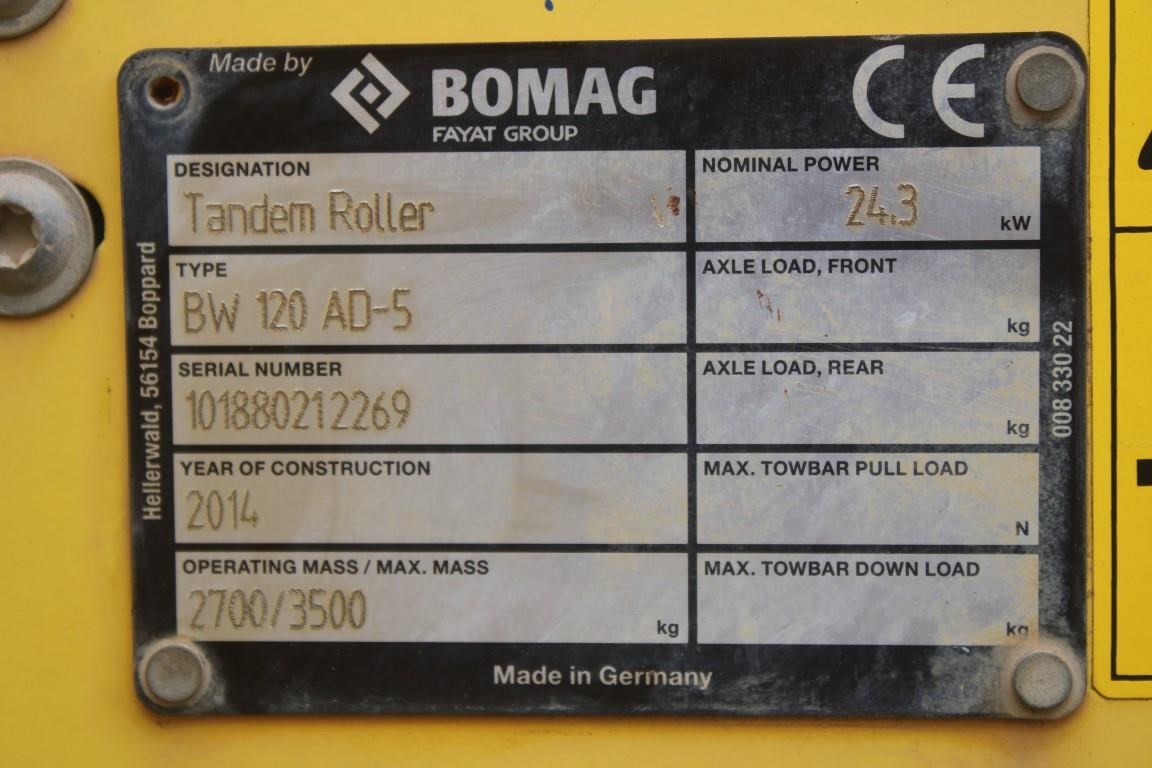 Made by
BOMAG
FAYAT GROUP
CE
DESIGNATION
Tandem Roller
NOMINAL POWER
24.3 kW
TYPE
BW 120 AD-5
AXLE LOAD, FRONT
kg
SERIAL NUMBER
101880212269
AXLE LOAD, REAR
kg
YEAR OF CONSTRUCTION
2014
MAX. TOWBAR PULL LOAD
N
OPERATING MASS / MAX. MASS
2700/3500 kg
MAX. TOWBAR DOWN LOAD
kg
Made in Germany
Hellerwald, 56154 Boppard
008 330 22